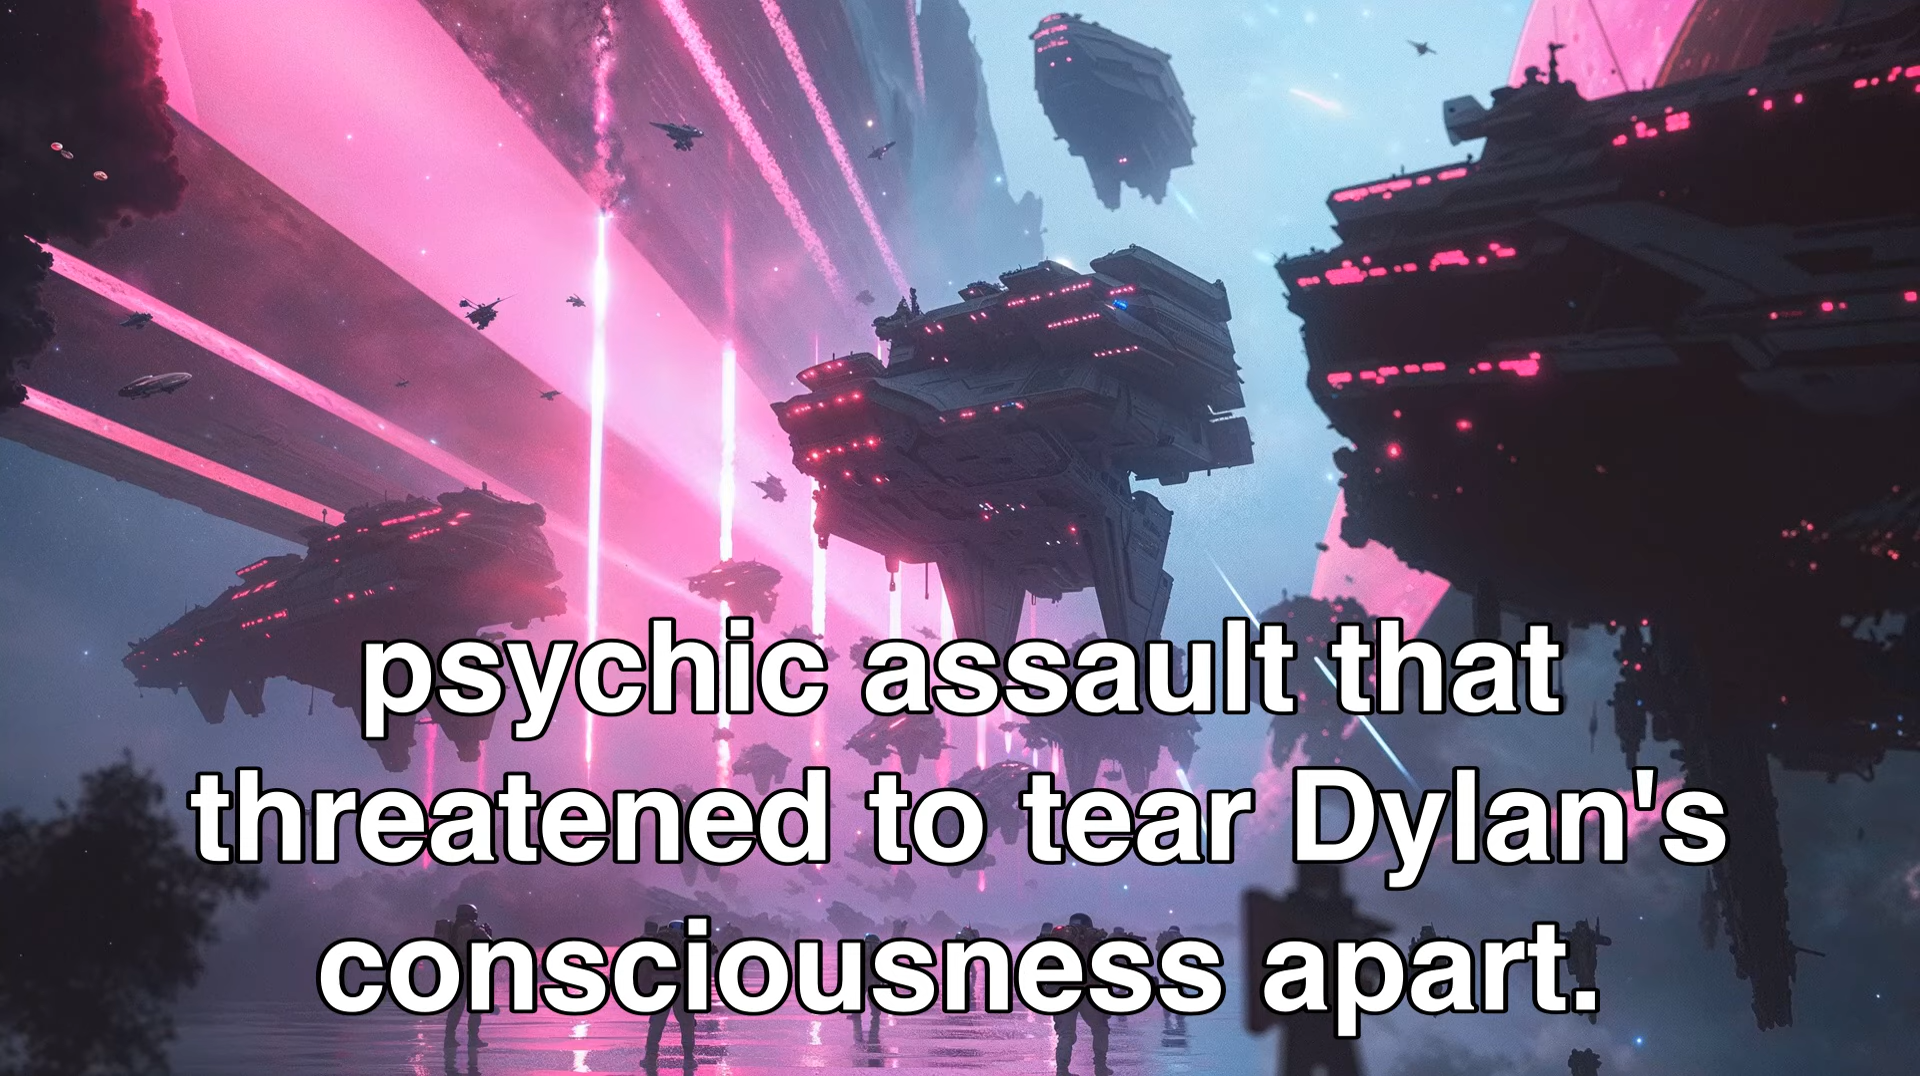 psychic assault that
threatened to tear Dylan's
consciousness apart.